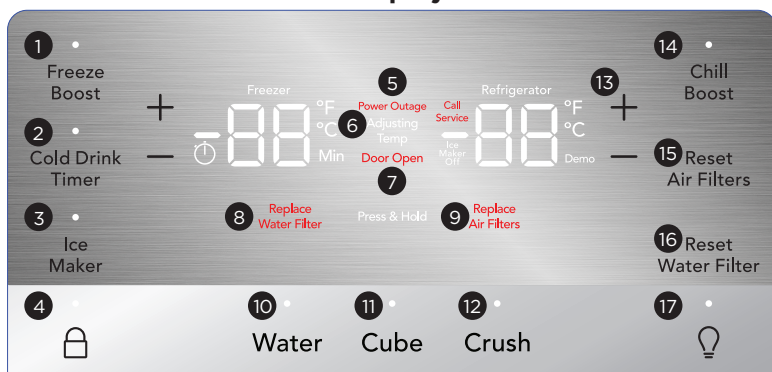 1
Freeze
Boost
2
Cold Drink
Timer
3
Ice
Maker
4
+
−
Freezer
-88
°F
°C
Min
5
Power Outage
6
Adjusting
Temp
Door Open
7
Call
Service
Ice
Maker
Off
Refrigerator
-88
°F
°C
Demo
13
+
−
8
Replace
Water Filter
Press & Hold
9
Replace
Air Filters
14
Chill
Boost
15
Reset
Air Filters
16
Reset
Water Filter
10
Water
11
Cube
12
Crush
17